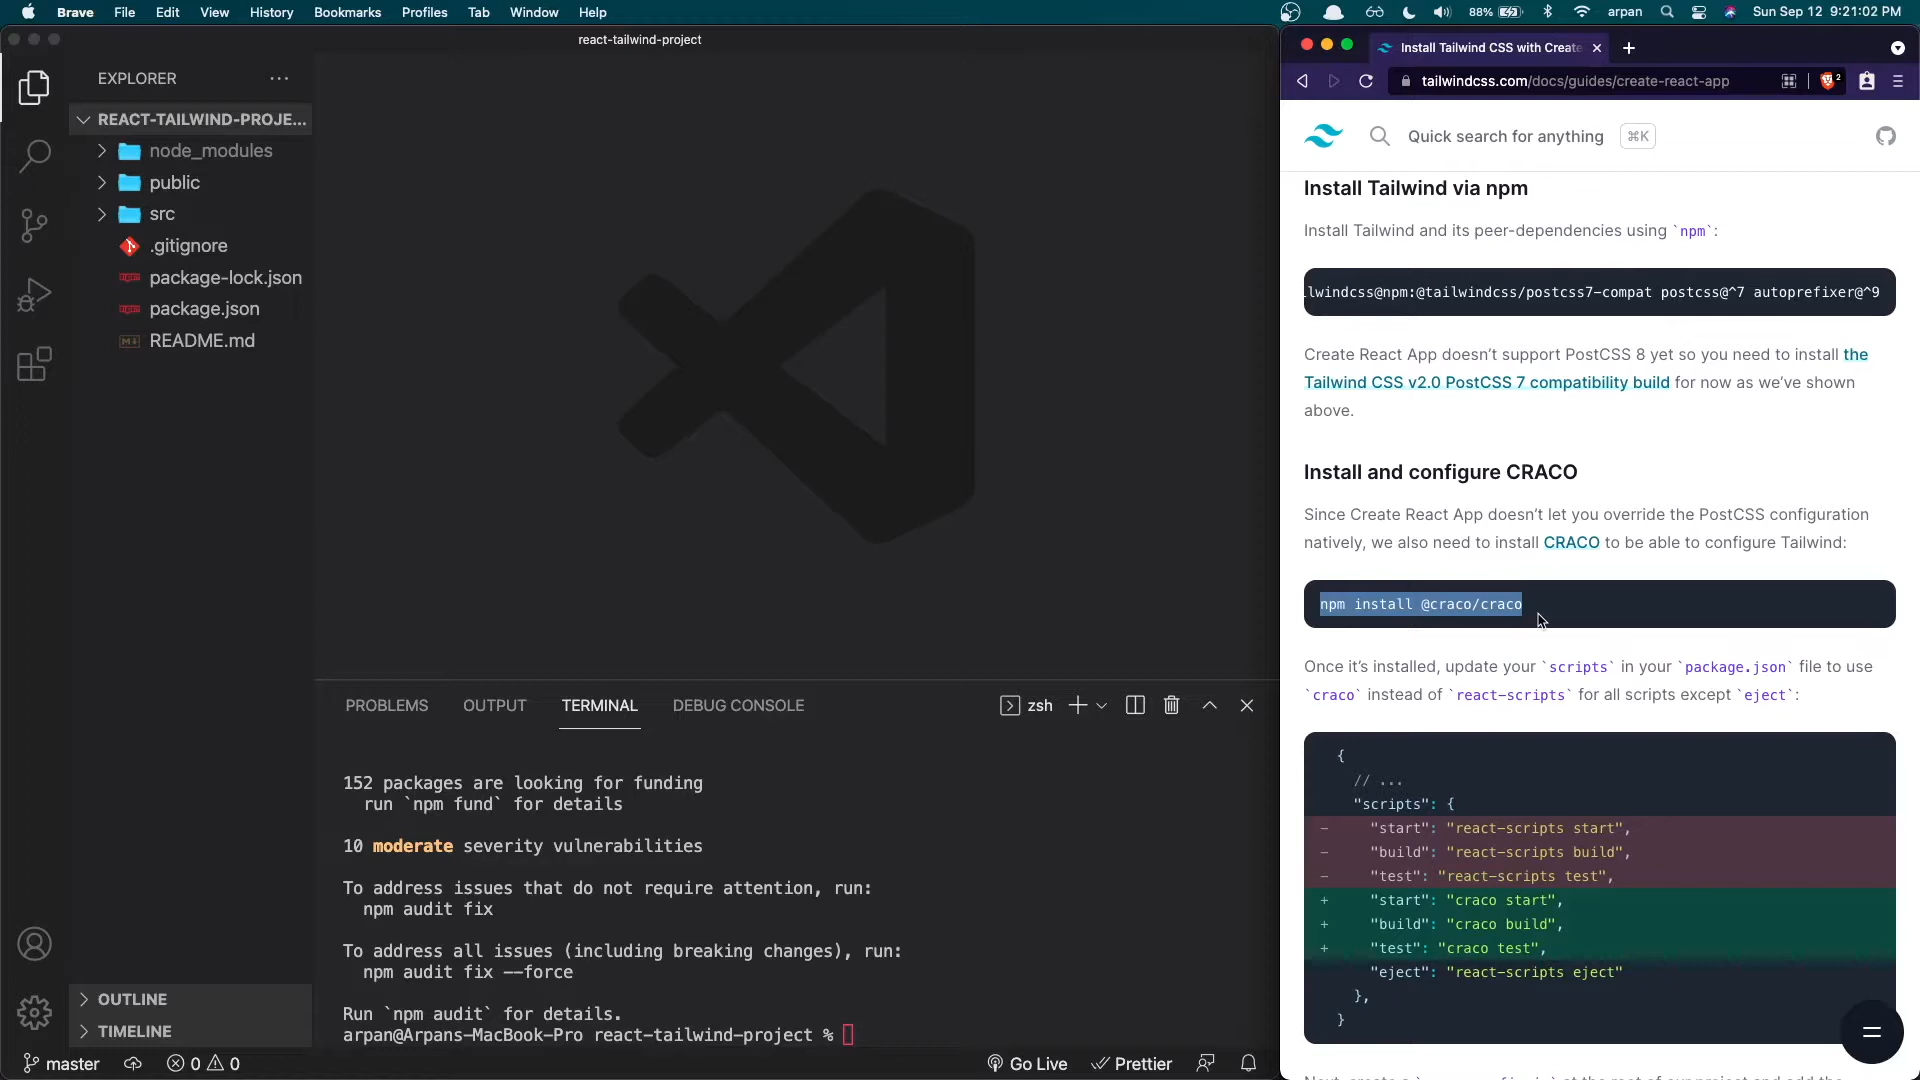 Brave File Edit View History Bookmarks Profiles Tab Window Help
88% arpan Sun Sep 12 9:21:02 PM
react-tailwind-project
EXPLORER
REACT-TAILWIND-PROJE...
node_modules
public
src
.gitignore
package-lock.json
package.json
README.md
OUTLINE
TIMELINE
PROBLEMS OUTPUT TERMINAL DEBUG CONSOLE zsh
152 packages are looking for funding
run `npm fund` for details
10 moderate severity vulnerabilities
To address issues that do not require attention, run:
npm audit fix
To address all issues (including breaking changes), run:
npm audit fix --force
Run `npm audit` for details.
arpan@Arpans-MacBook-Pro react-tailwind-project %
master 0 0 Go Live Prettier
Install Tailwind CSS with Create
tailwindcss.com/docs/guides/create-react-app 2
Quick search for anything ⌘K
Install Tailwind via npm
Install Tailwind and its peer-dependencies using `npm`:
lwindcss@npm:@tailwindcss/postcss7-compat postcss@^7 autoprefixer@^9
Create React App doesn’t support PostCSS 8 yet so you need to install the
Tailwind CSS v2.0 PostCSS 7 compatibility build for now as we’ve shown
above.
Install and configure CRACO
Since Create React App doesn’t let you override the PostCSS configuration
natively, we also need to install CRACO to be able to configure Tailwind:
npm install @craco/craco
Once it’s installed, update your `scripts` in your `package.json` file to use
`craco` instead of `react-scripts` for all scripts except `eject`:
{
// ...
"scripts": {
- "start": "react-scripts start",
- "build": "react-scripts build",
- "test": "react-scripts test",
+ "start": "craco start",
+ "build": "craco build",
+ "test": "craco test",
"eject": "react-scripts eject"
},
}